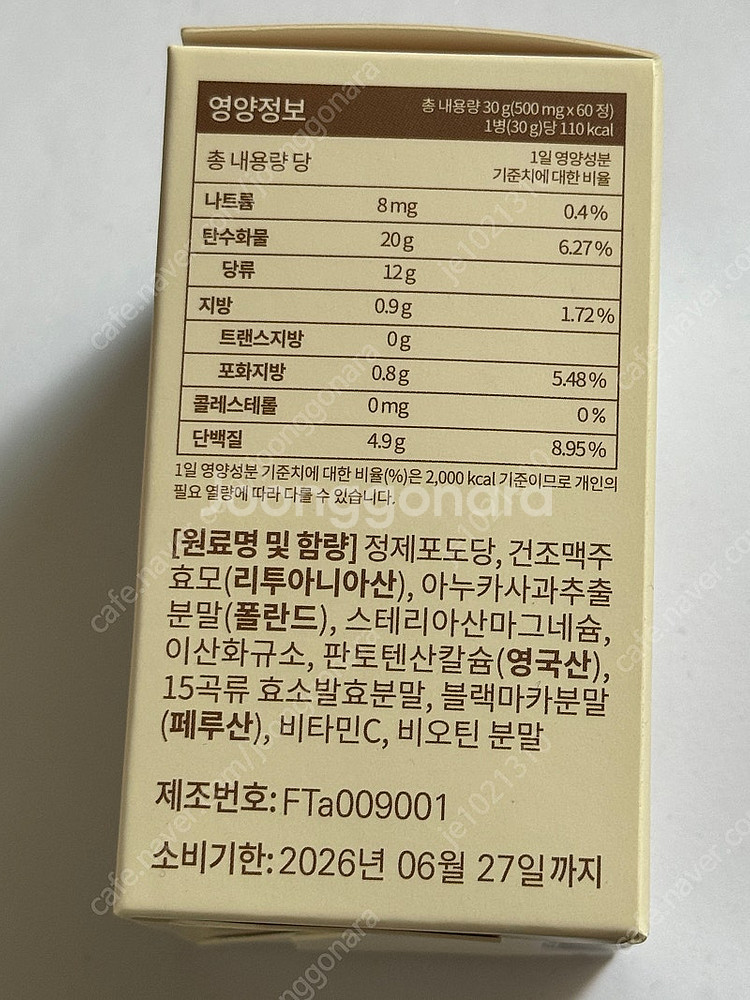 영양정보
총 내용량 30 g(500 mg x 60 정)
1병(30 g)당 110 kcal
총 내용량 당
1일 영양성분
기준치에 대한 비율
나트륨 8 mg 0.4 %
탄수화물 20 g 6.27 %
당류 12 g
지방 0.9 g 1.72 %
트랜스지방 0 g
포화지방 0.8 g 5.48 %
콜레스테롤 0 mg 0 %
단백질 4.9 g 8.95 %
1일 영양성분 기준치에 대한 비율(%)은 2,000 kcal 기준이므로 개인의
필요 열량에 따라 다를 수 있습니다.
Joonggonara
[원료명 및 함량] 정제포도당, 건조맥주
효모(리투아니아산), 아누카사과추출
분말(폴란드), 스테리아산마그네슘,
이산화규소, 판토텐산칼슘(영국산),
15곡류 효소발효분말, 블랙마카분말
(페루산), 비타민C, 비오틴 분말
제조번호: FTa009001
소비기한: 2026년 06월 27일까지